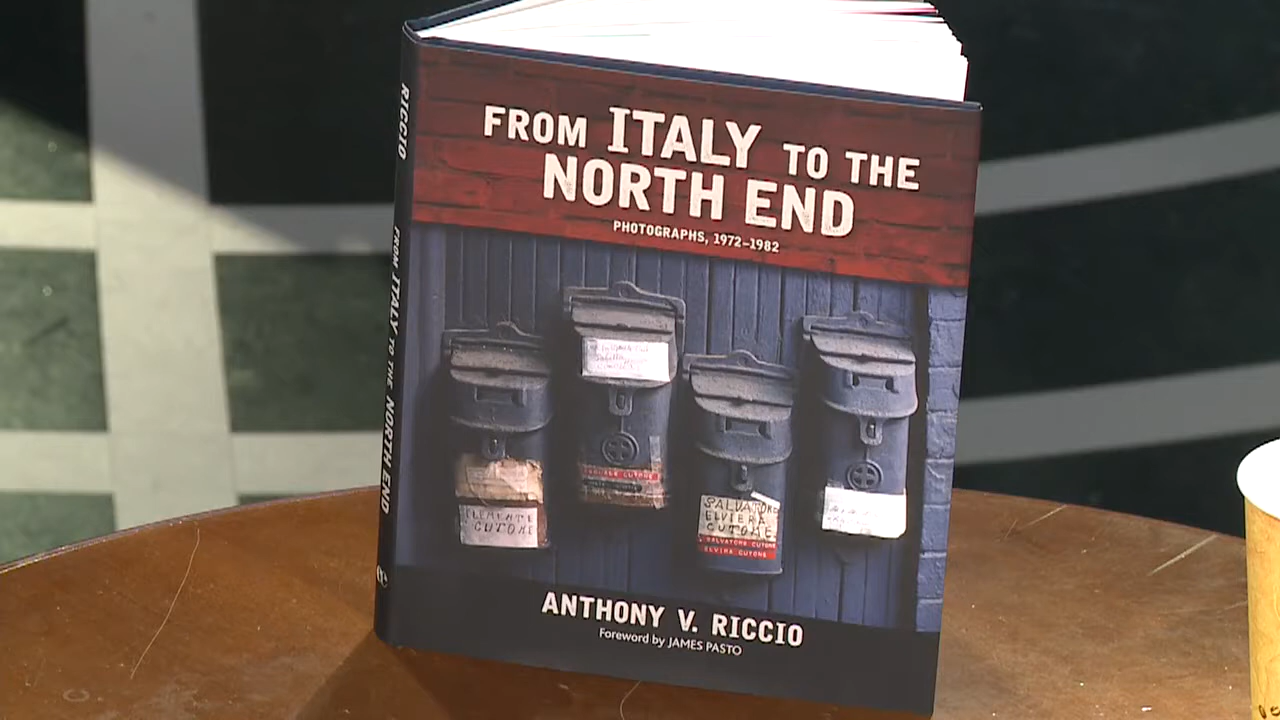 FROM ITALY TO THE
NORTH END
PHOTOGRAPHS, 1972–1982
CLEMENTE
CUTONE
SALVATORE
ELVIERA
CUTONE
SALVATORE CUTONE
ELVIRA CUTONE
ANTHONY V. RICCIO
Foreword by JAMES PASTO
RICCIO
FROM ITALY TO THE NORTH END